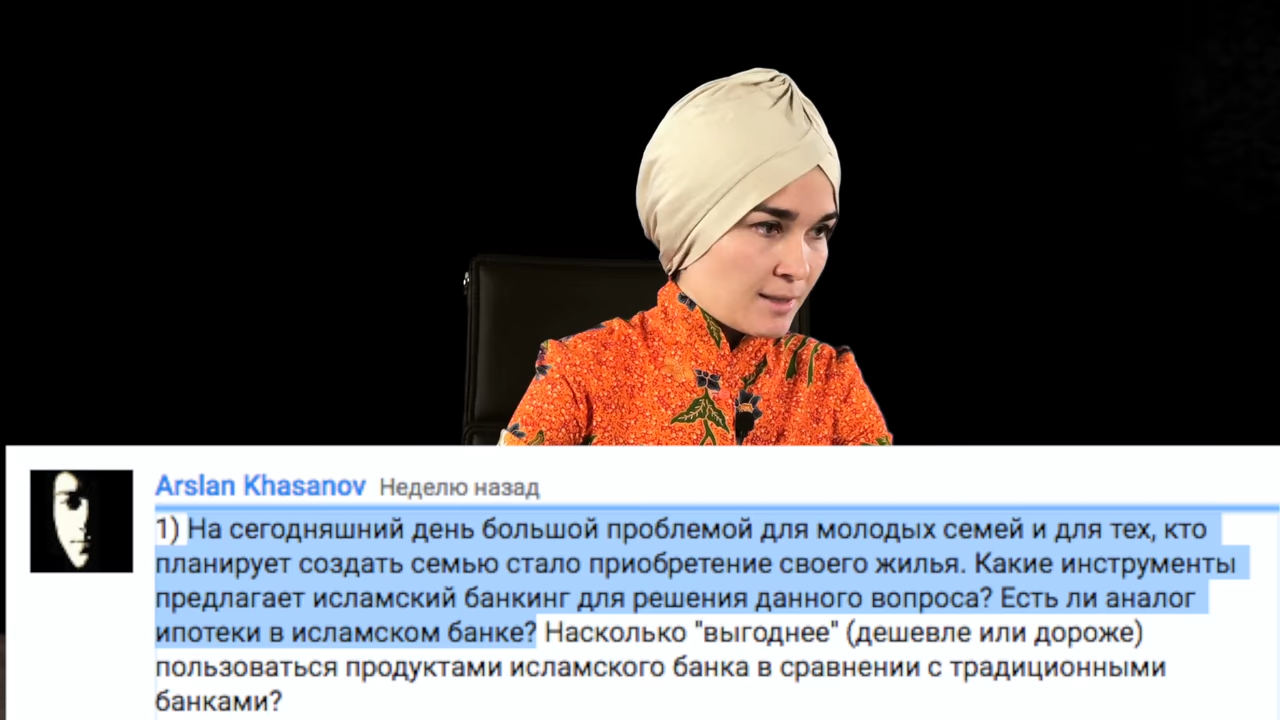 Arslan Khasanov Неделю назад
1) На сегодняшний день большой проблемой для молодых семей и для тех, кто
планирует создать семью стало приобретение своего жилья. Какие инструменты
предлагает исламский банкинг для решения данного вопроса? Есть ли аналог
ипотеки в исламском банке? Насколько "выгоднее" (дешевле или дороже)
пользоваться продуктами исламского банка в сравнении с традиционными
банками?